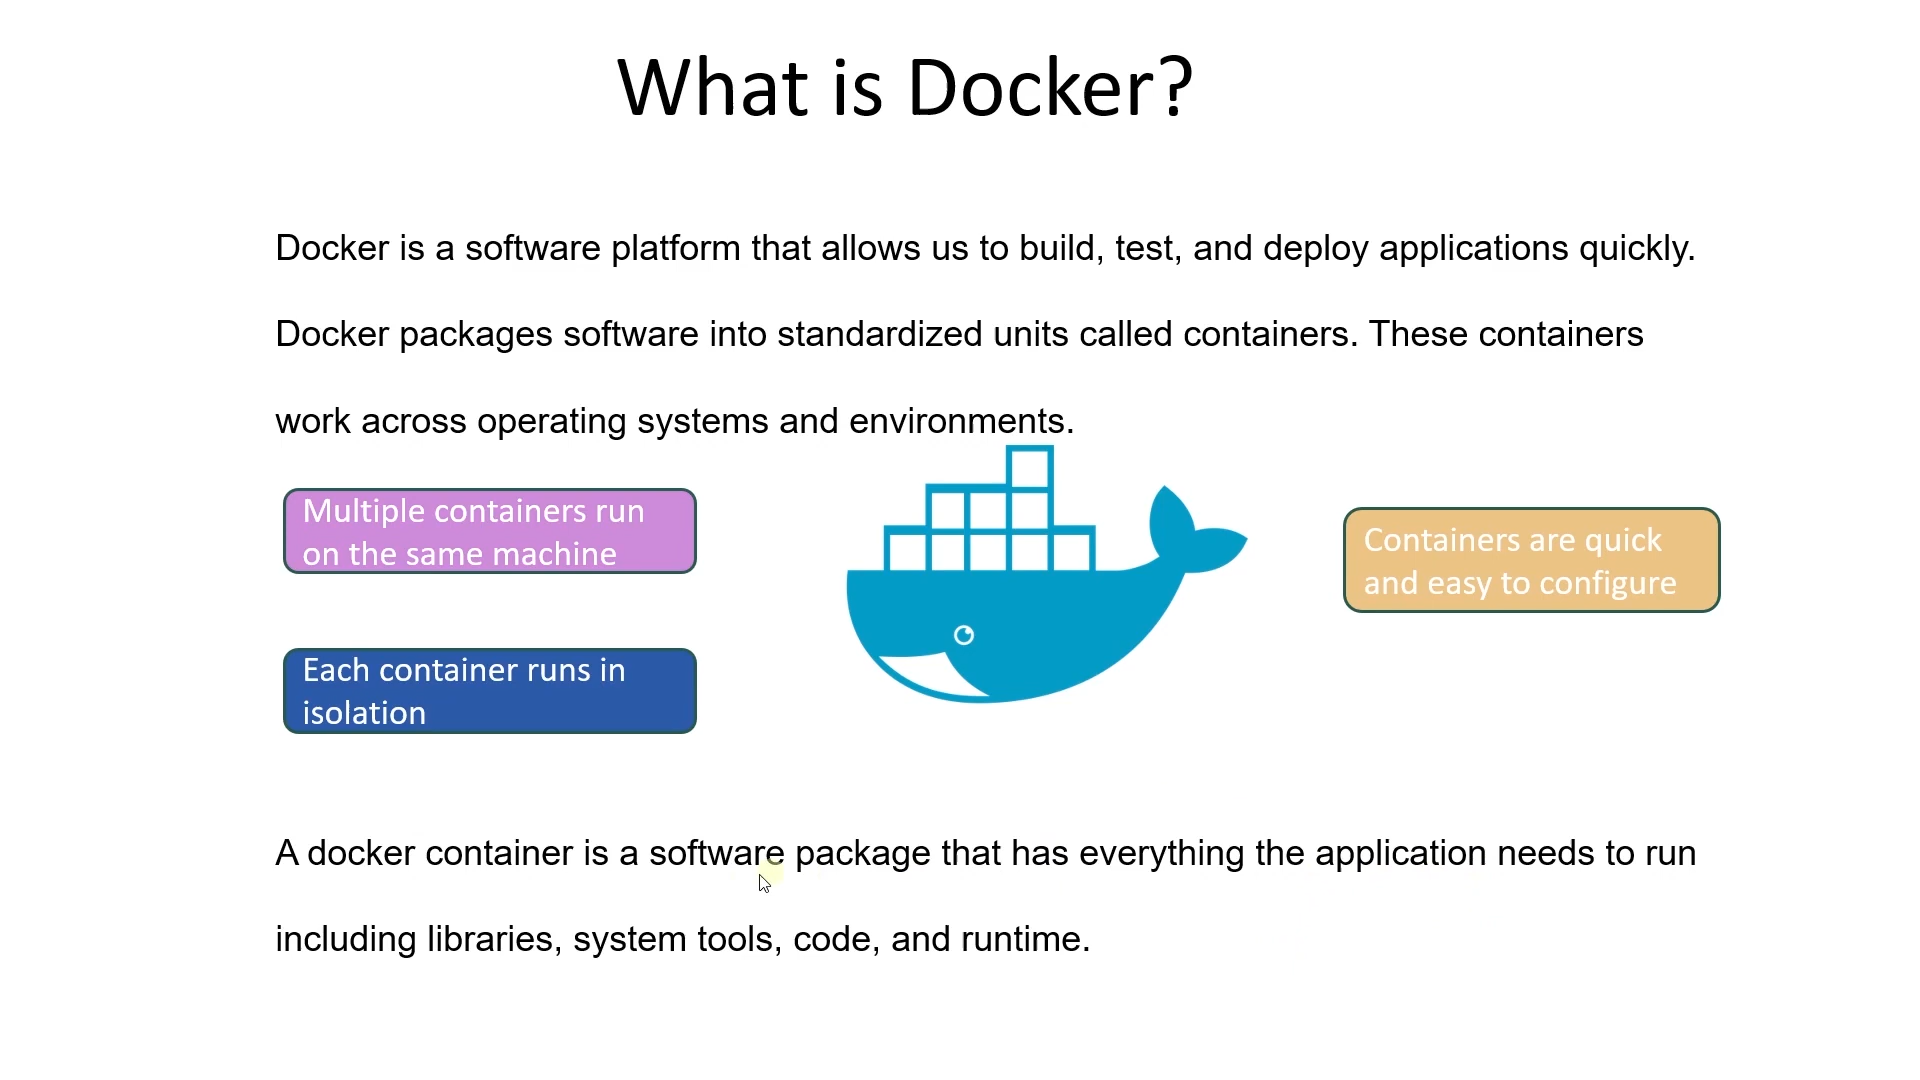 What is Docker?
Docker is a software platform that allows us to build, test, and deploy applications quickly.
Docker packages software into standardized units called containers. These containers
work across operating systems and environments.
Multiple containers run
on the same machine
Each container runs in
isolation
Containers are quick
and easy to configure
A docker container is a software package that has everything the application needs to run
including libraries, system tools, code, and runtime.